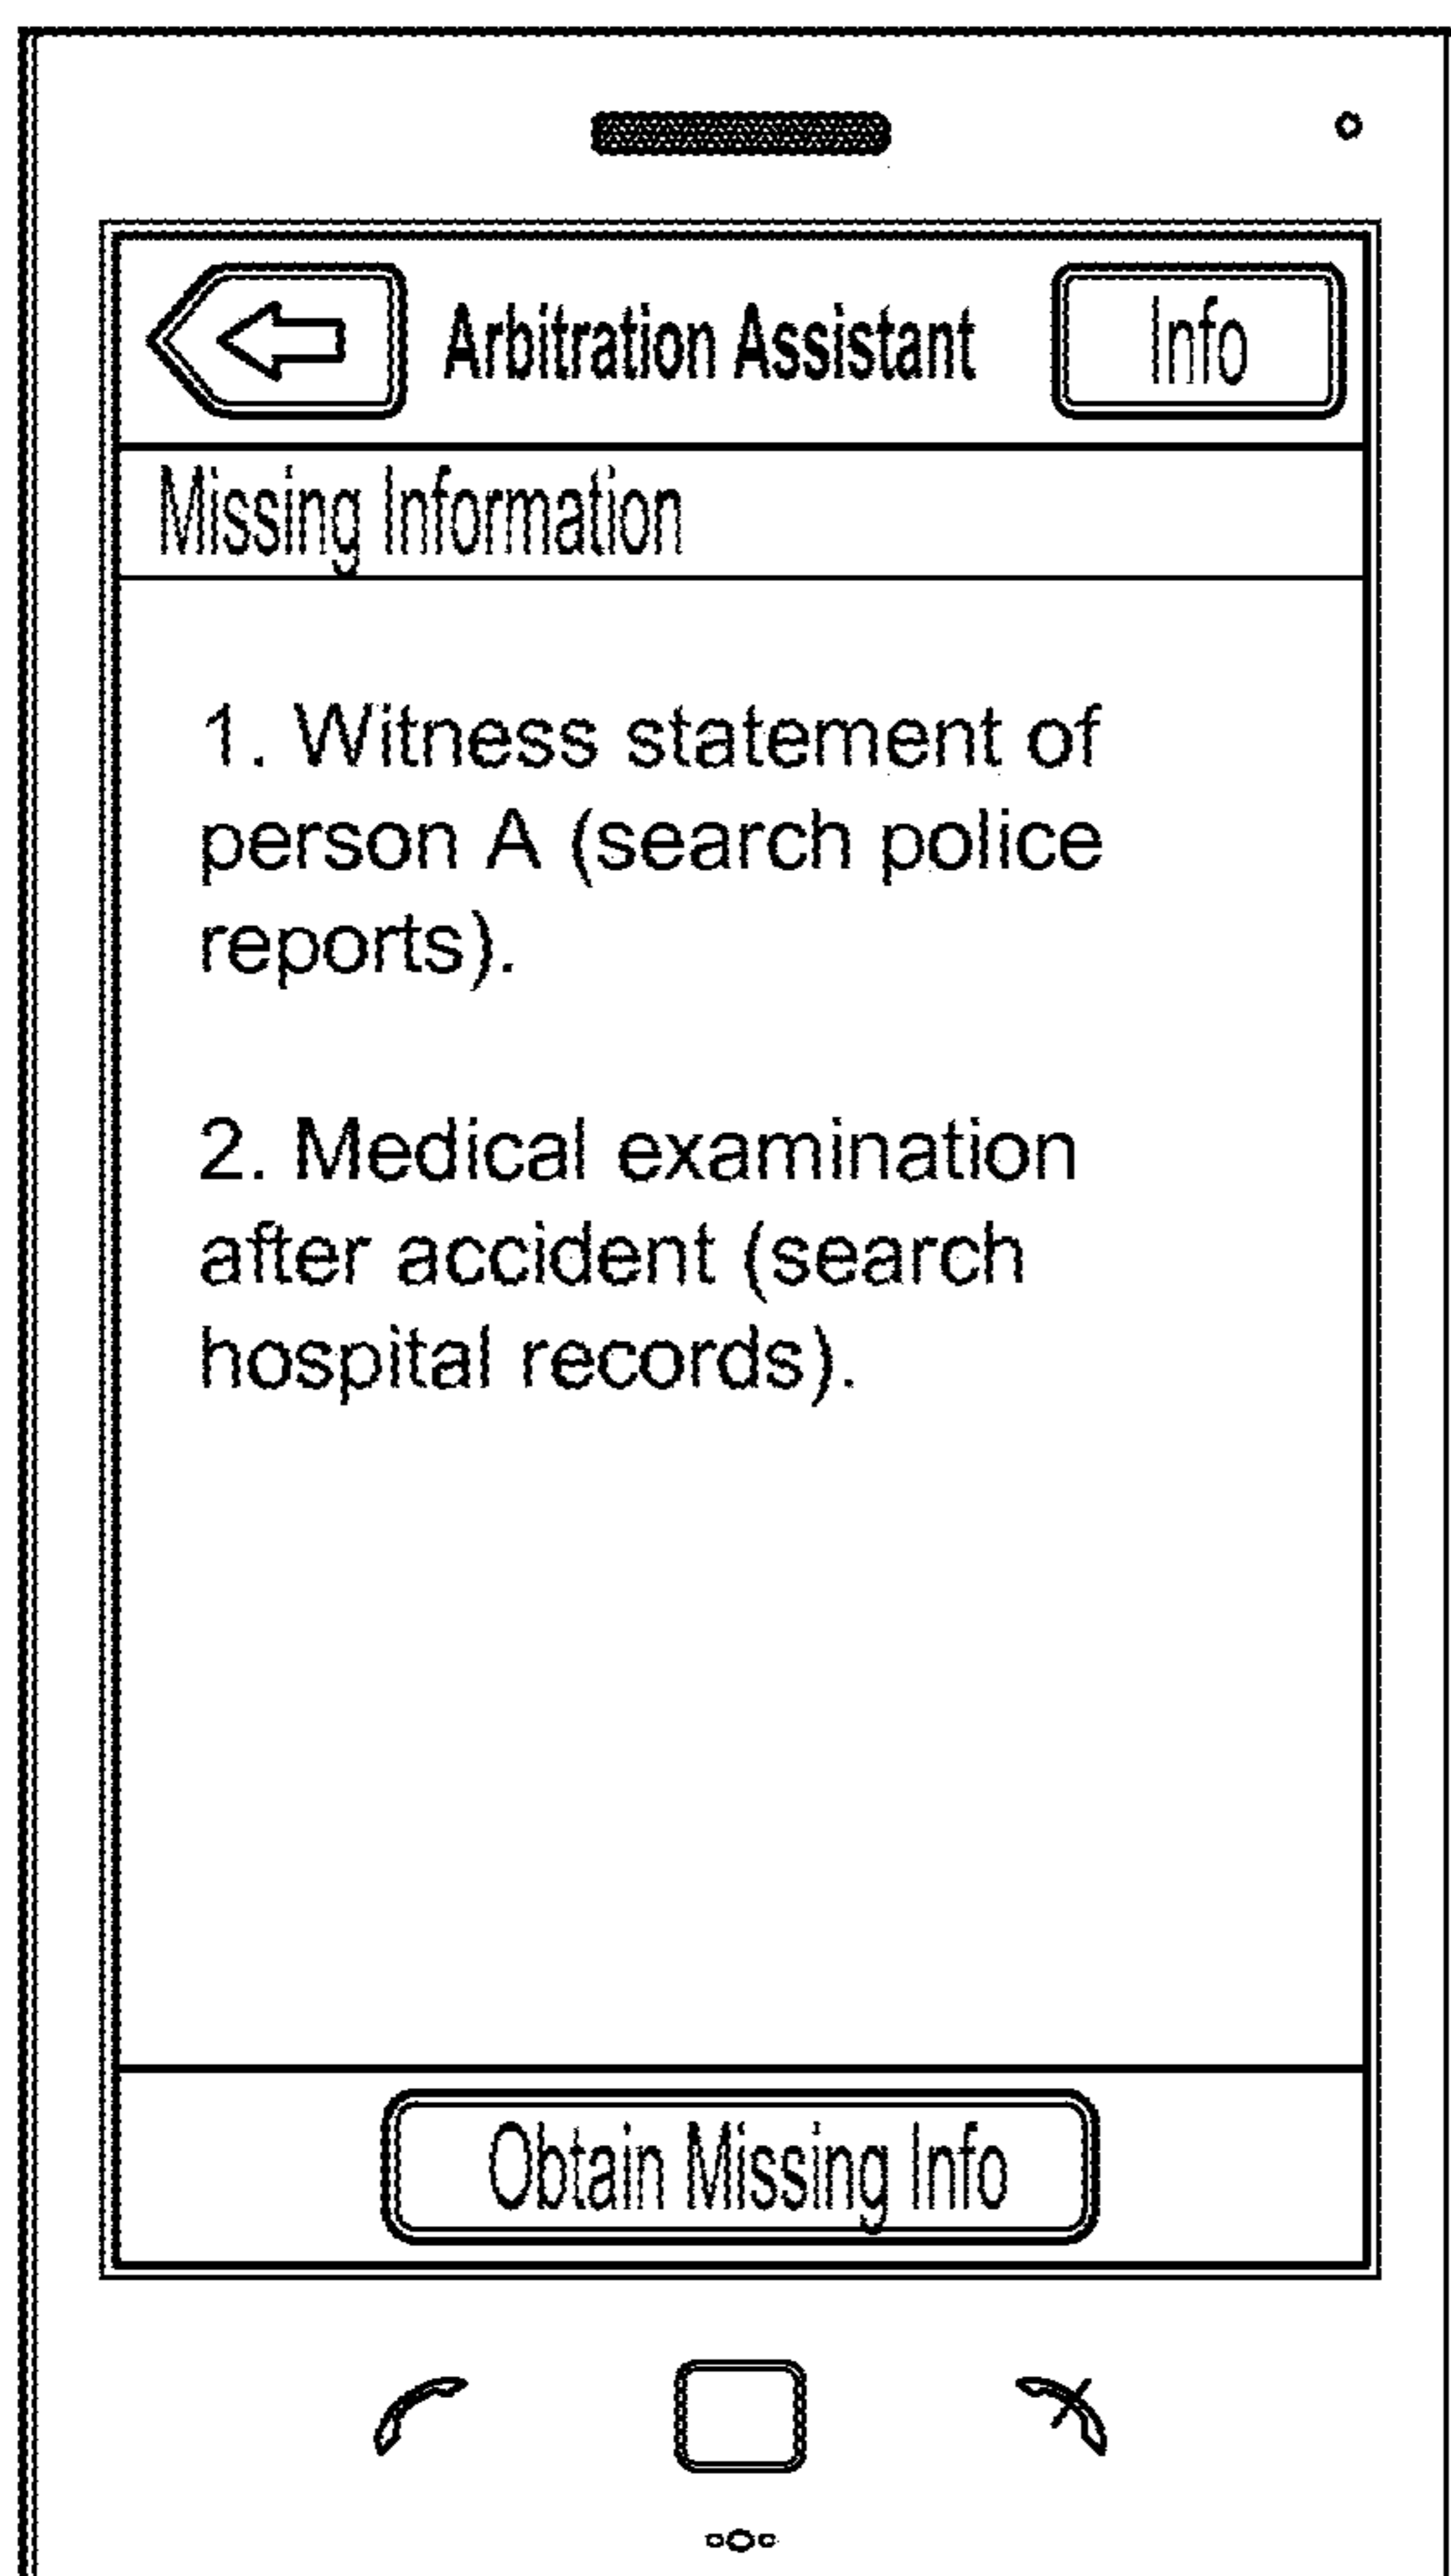 Arbitration Assistant
Info
Missing Information
1. Witness statement of
person A (search police
reports).
2. Medical examination
after accident (search
hospital records).
Obtain Missing Info